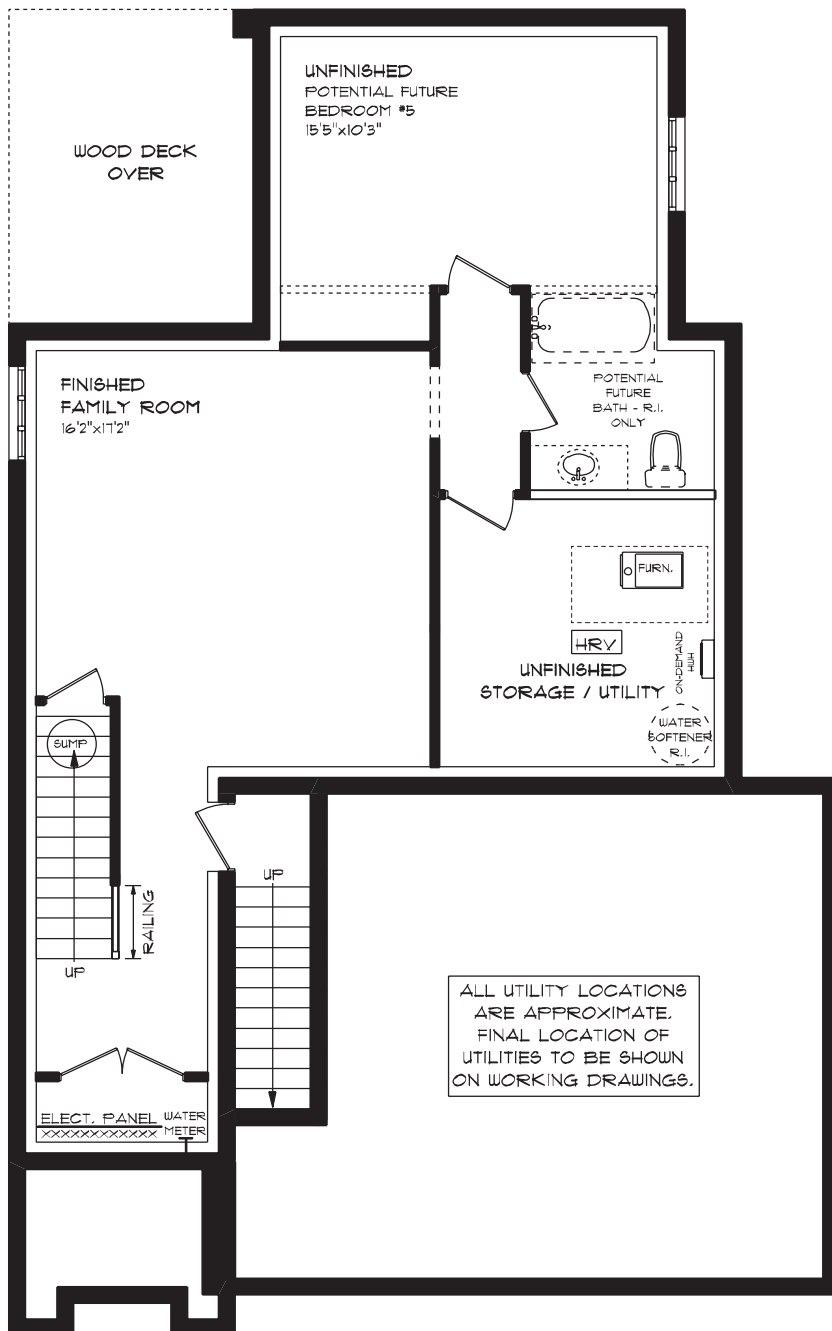 UNFINISHED
POTENTIAL FUTURE
BEDROOM #5
15'5"x10'3"
WOOD DECK
OVER
FINISHED
FAMILY ROOM
16'2"x17'2"
POTENTIAL
FUTURE
BATH - R.I.
ONLY
FURN.
HRV
UNFINISHED
STORAGE / UTILITY
ON-DEMAND
HWH
WATER
SOFTENER
R.I.
SUMP
UP
RAILING
UP
ALL UTILITY LOCATIONS
ARE APPROXIMATE.
FINAL LOCATION OF
UTILITIES TO BE SHOWN
ON WORKING DRAWINGS.
ELECT. PANEL
WATER
METER